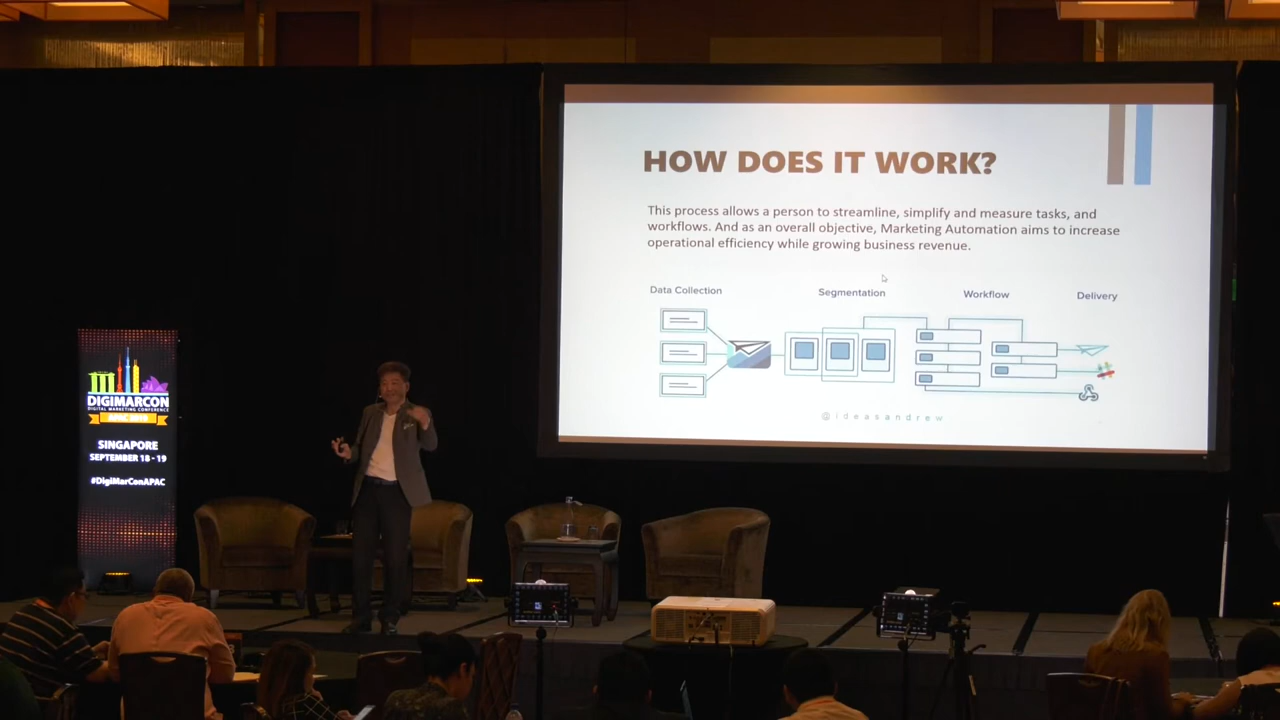 HOW DOES IT WORK?
This process allows a person to streamline, simplify and measure tasks, and
workflows. And as an overall objective, Marketing Automation aims to increase
operational efficiency while growing business revenue.
Data Collection
Segmentation
Workflow
Delivery
@ideasandrew
DIGIMARCON
DIGITAL MARKETING CONFERENCE
APAC 2019
SINGAPORE
SEPTEMBER 18 - 19
#DigiMarConAPAC